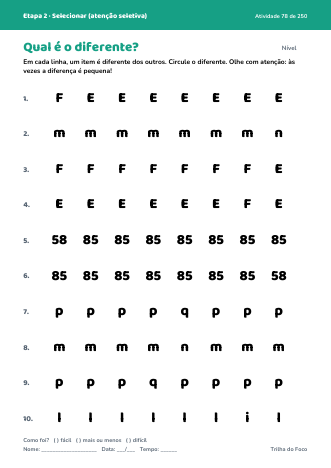 Etapa 2 · Selecionar (atenção seletiva) Atividade 78 de 250
Qual é o diferente? Nível
Em cada linha, um item é diferente dos outros. Circule o diferente. Olhe com atenção: às
vezes a diferença é pequena!
1. F E E E E E E E
2. m m m m m m m n
3. F F F F F F F E
4. E E E E E E F E
5. 58 85 85 85 85 85 85 85
6. 85 85 85 85 85 85 85 58
7. p p p p q p p p
8. m m m m n m m m
9. p p p q p p p p
10. l l l l l l i l
Como foi? ( ) fácil ( ) mais ou menos ( ) difícil
Nome: ____________________ Data: ___/___ Tempo: ______ Trilha do Foco